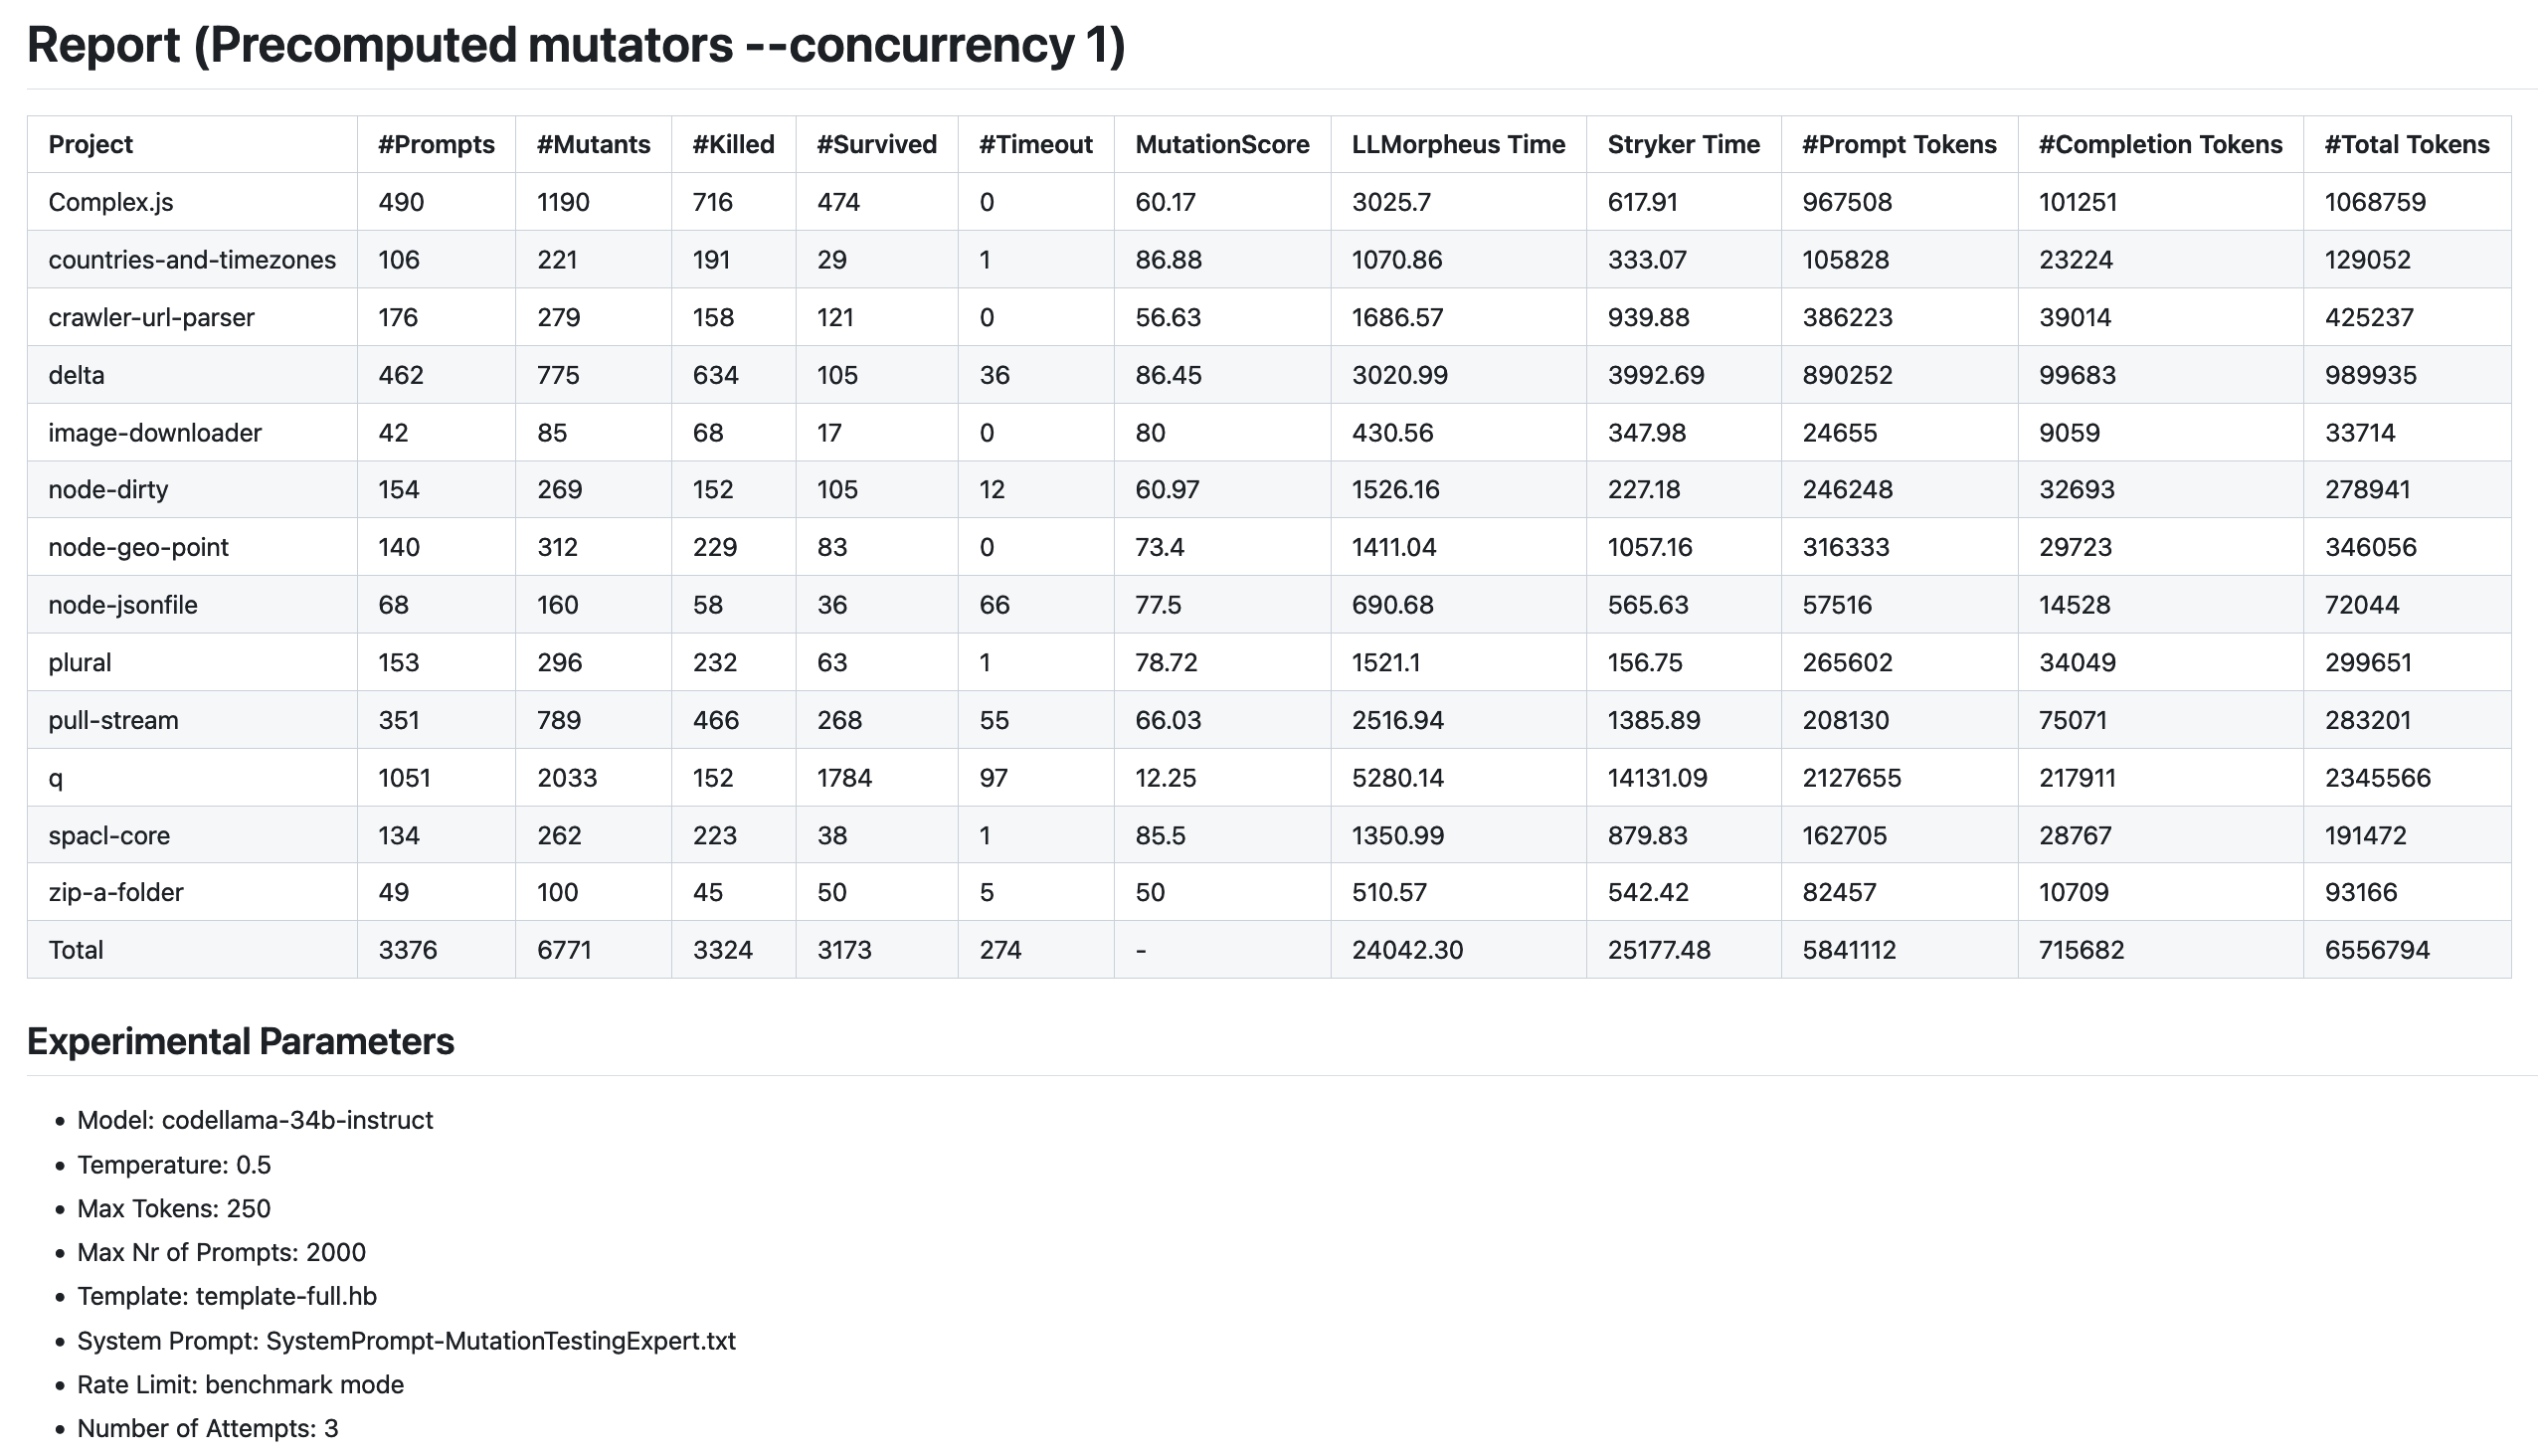 Report (Precomputed mutators --concurrency 1)
Project #Prompts #Mutants #Killed #Survived #Timeout MutationScore LLMorpheus Time Stryker Time #Prompt Tokens #Completion Tokens #Total Tokens
Complex.js 490 1190 716 474 0 60.17 3025.7 617.91 967508 101251 1068759
countries-and-timezones 106 221 191 29 1 86.88 1070.86 333.07 105828 23224 129052
crawler-url-parser 176 279 158 121 0 56.63 1686.57 939.88 386223 39014 425237
delta 462 775 634 105 36 86.45 3020.99 3992.69 890252 99683 989935
image-downloader 42 85 68 17 0 80 430.56 347.98 24655 9059 33714
node-dirty 154 269 152 105 12 60.97 1526.16 227.18 246248 32693 278941
node-geo-point 140 312 229 83 0 73.4 1411.04 1057.16 316333 29723 346056
node-jsonfile 68 160 58 36 66 77.5 690.68 565.63 57516 14528 72044
plural 153 296 232 63 1 78.72 1521.1 156.75 265602 34049 299651
pull-stream 351 789 466 268 55 66.03 2516.94 1385.89 208130 75071 283201
q 1051 2033 152 1784 97 12.25 5280.14 14131.09 2127655 217911 2345566
spacl-core 134 262 223 38 1 85.5 1350.99 879.83 162705 28767 191472
zip-a-folder 49 100 45 50 5 50 510.57 542.42 82457 10709 93166
Total 3376 6771 3324 3173 274 - 24042.30 25177.48 5841112 715682 6556794
Experimental Parameters
• Model: codellama-34b-instruct
• Temperature: 0.5
• Max Tokens: 250
• Max Nr of Prompts: 2000
• Template: template-full.hb
• System Prompt: SystemPrompt-MutationTestingExpert.txt
• Rate Limit: benchmark mode
• Number of Attempts: 3